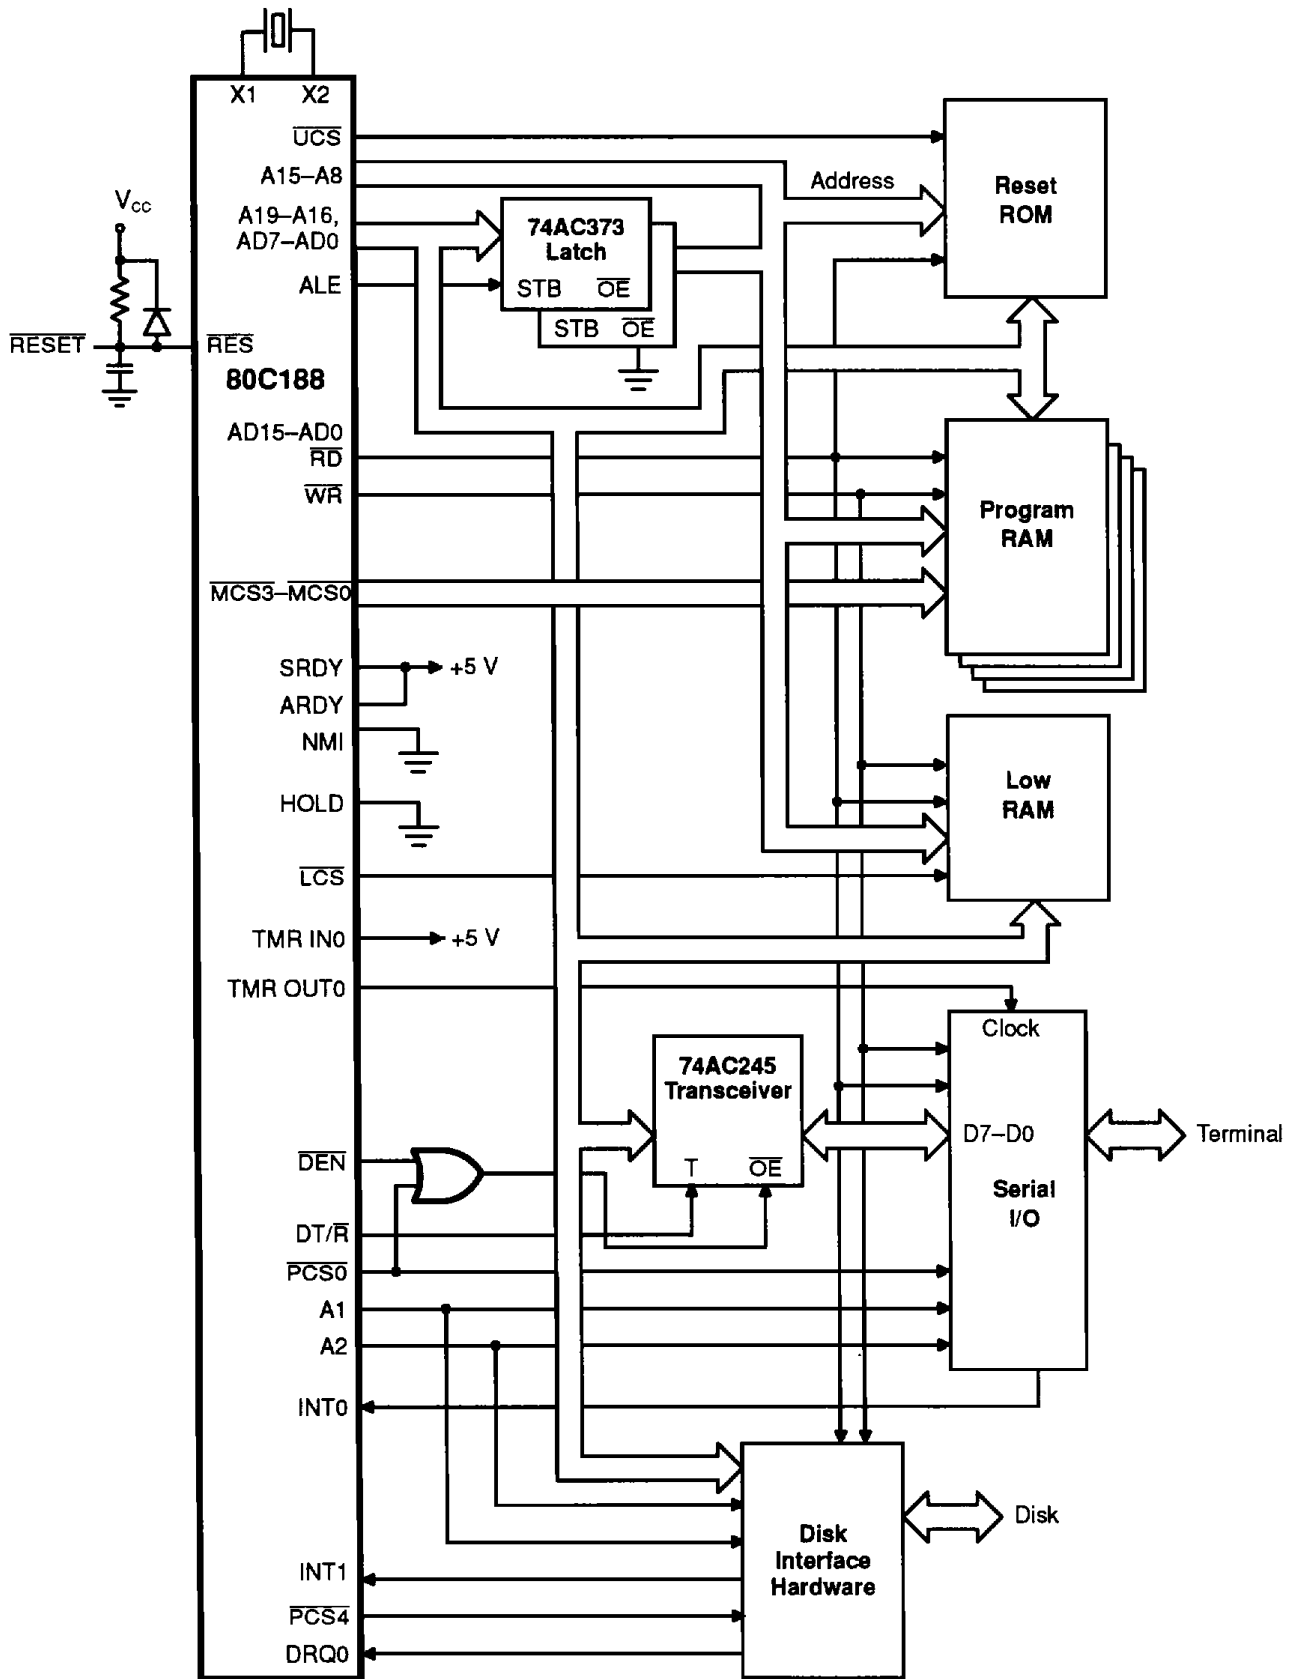 X1 X2
UCS
A15–A8
A19–A16,
AD7–AD0
ALE
VCC
RESET
RES
80C188
AD15–AD0
RD
WR
MCS3–MCS0
SRDY
+5 V
ARDY
NMI
HOLD
LCS
TMR IN0
+5 V
TMR OUT0
DEN
DT/R
PCS0
A1
A2
INT0
INT1
PCS4
DRQ0
74AC373
Latch
STB OE
STB OE
Address
Reset
ROM
Program
RAM
Low
RAM
74AC245
Transceiver
T OE
Clock
D7–D0
Serial
I/O
Terminal
Disk
Interface
Hardware
Disk